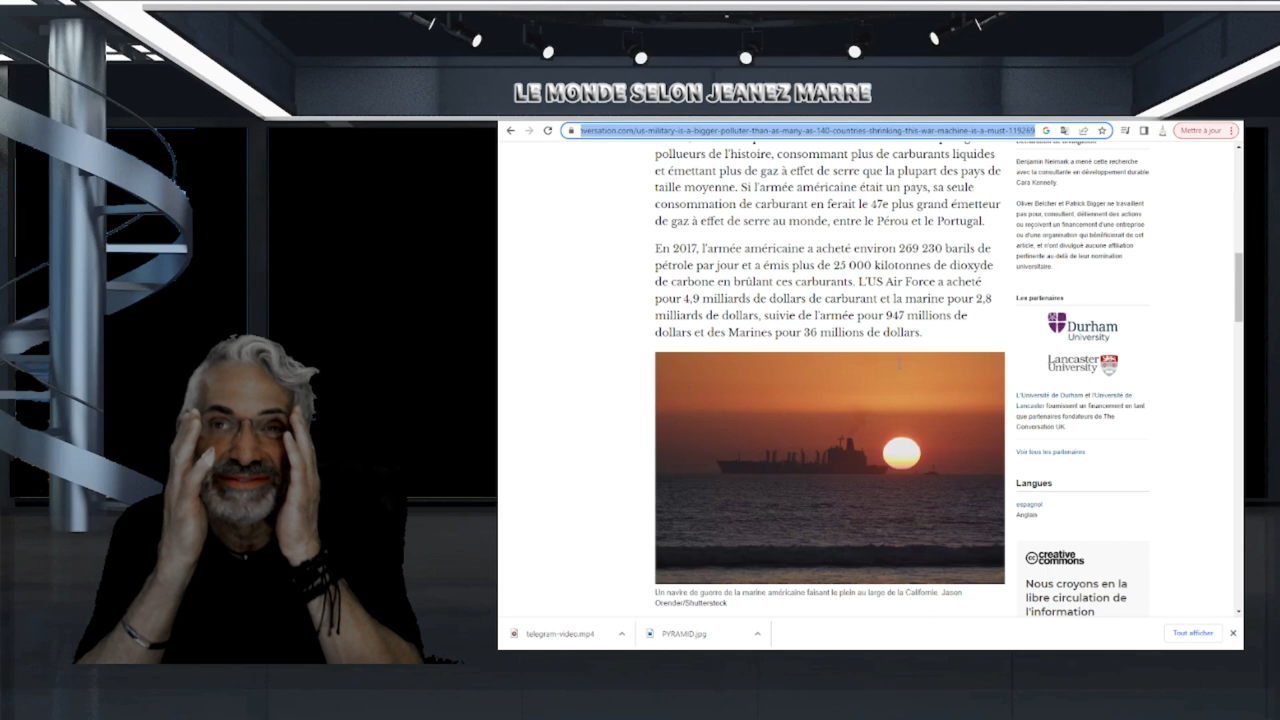 LE MONDE SELON JEANEZ MARRE
nversation.com/us-military-is-a-bigger-polluter-than-as-many-as-140-countries-shrinking-this-war-machine-is-a-must-119269
Mettre à jour
pollueurs de l'histoire, consommant plus de carburants liquides
et émettant plus de gaz à effet de serre que la plupart des pays de
taille moyenne. Si l'armée américaine était un pays, sa seule
consommation de carburant en ferait le 47e plus grand émetteur
de gaz à effet de serre au monde, entre le Pérou et le Portugal.
En 2017, l'armée américaine a acheté environ 269 230 barils de
pétrole par jour et a émis plus de 25 000 kilotonnes de dioxyde
de carbone en brûlant ces carburants. L'US Air Force a acheté
pour 4,9 milliards de dollars de carburant et la marine pour 2,8
milliards de dollars, suivie de l'armée pour 947 millions de
dollars et des Marines pour 36 millions de dollars.
Un navire de guerre de la marine américaine faisant le plein au large de la Californie. Jason
Orender/Shutterstock
Benjamin Neimark a mené cette recherche
avec la consultante en développement durable
Cara Kennelly.
Oliver Belcher et Patrick Bigger ne travaillent
pas pour, consultent, détiennent des actions
ou reçoivent un financement d'une entreprise
ou d'une organisation qui bénéficierait de cet
article, et n'ont divulgué aucune affiliation
pertinente au-delà de leur nomination
universitaire.
Les partenaires
Durham
University
Lancaster
University
L'Université de Durham et l'Université de
Lancaster fournissent un financement en tant
que partenaires fondateurs de The
Conversation UK.
Voir tous les partenaires
Langues
espagnol
Anglais
cc creative
commons
Nous croyons en la
libre circulation de
l'information
telegram-video.mp4
PYRAMID.jpg
Tout afficher